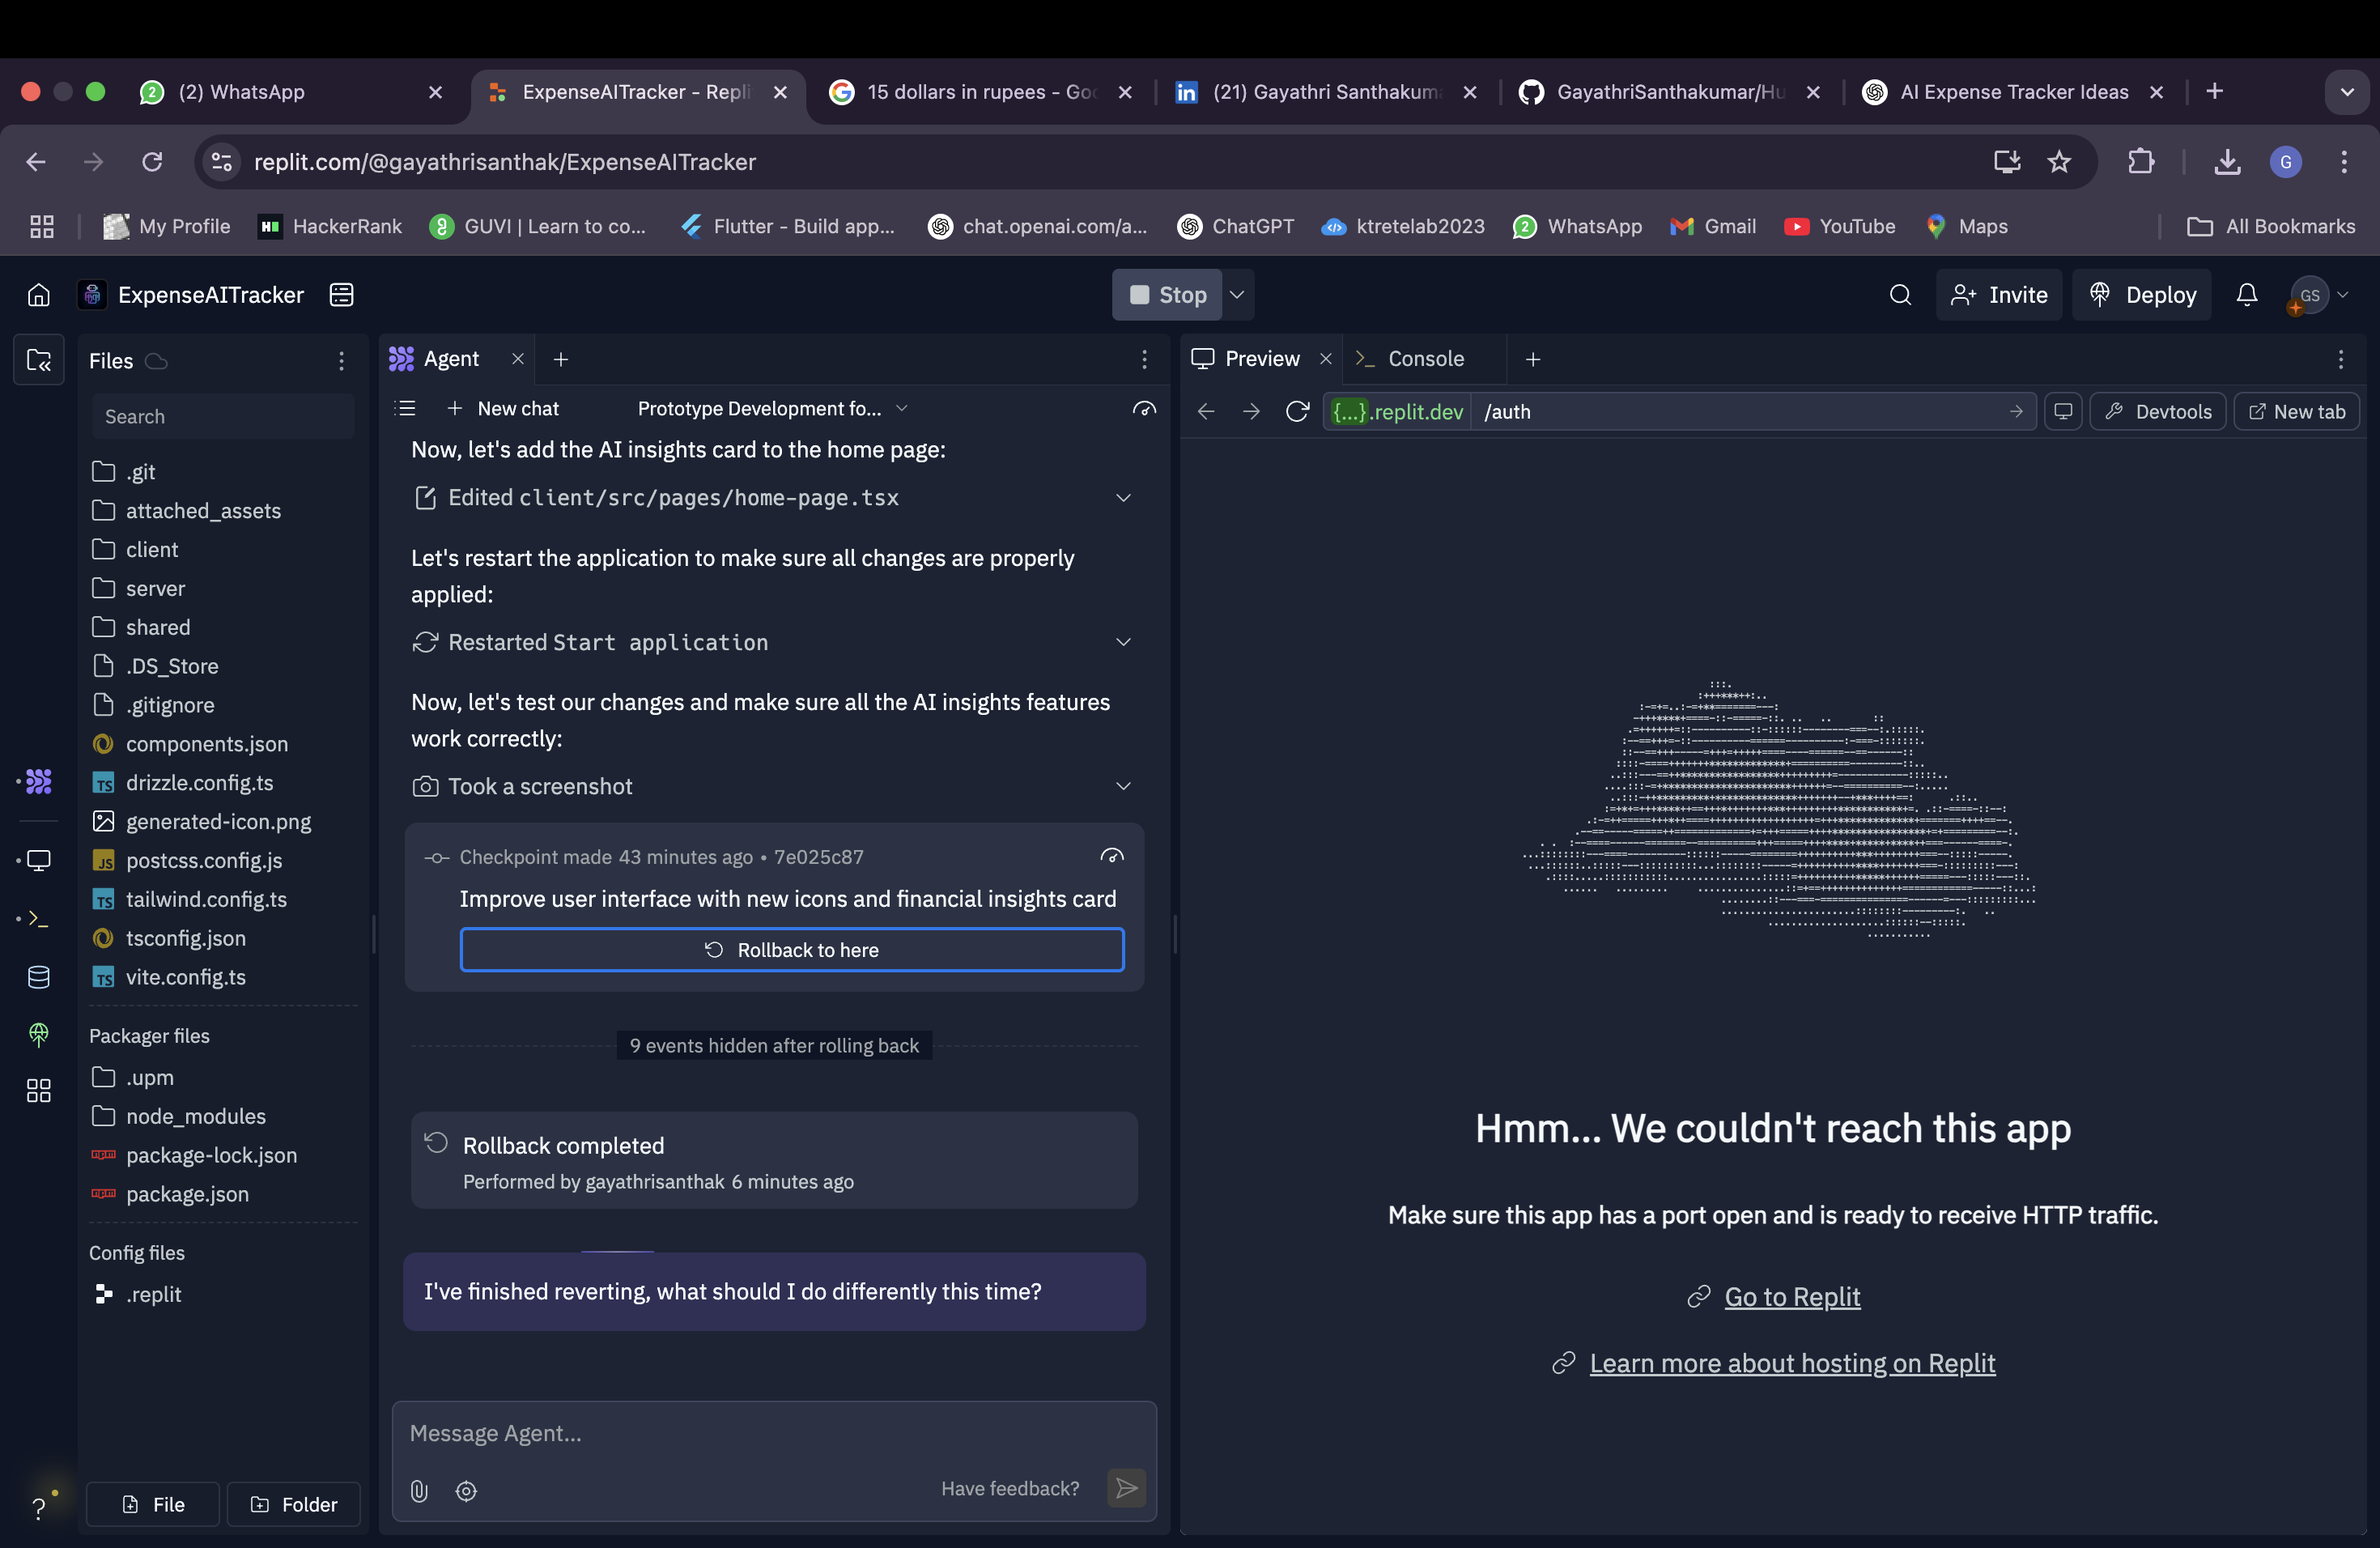 (2) WhatsApp
ExpenseAITracker - Repli
15 dollars in rupees - Goo
(21) Gayathri Santhakuma
GayathriSanthakumar/Hu
AI Expense Tracker Ideas
replit.com/@gayathrisanthak/ExpenseAITracker
G
My Profile
HackerRank
GUVI | Learn to co...
Flutter - Build app...
chat.openai.com/a...
ChatGPT
ktretelab2023
WhatsApp
Gmail
YouTube
Maps
All Bookmarks
ExpenseAITracker
Stop
Invite
Deploy
GS
Files
Search
.git
attached_assets
client
server
shared
.DS_Store
.gitignore
components.json
drizzle.config.ts
generated-icon.png
postcss.config.js
tailwind.config.ts
tsconfig.json
vite.config.ts
Packager files
.upm
node_modules
package-lock.json
package.json
Config files
.replit
File
Folder
Agent
New chat
Prototype Development fo...
Now, let's add the AI insights card to the home page:
Edited client/src/pages/home-page.tsx
Let's restart the application to make sure all changes are properly
applied:
Restarted Start application
Now, let's test our changes and make sure all the AI insights features
work correctly:
Took a screenshot
Checkpoint made 43 minutes ago • 7e025c87
Improve user interface with new icons and financial insights card
Rollback to here
9 events hidden after rolling back
Rollback completed
Performed by gayathrisanthak 6 minutes ago
I've finished reverting, what should I do differently this time?
Message Agent...
Have feedback?
Preview
Console
{...}.replit.dev
/auth
Devtools
New tab
Hmm... We couldn't reach this app
Make sure this app has a port open and is ready to receive HTTP traffic.
Go to Replit
Learn more about hosting on Replit